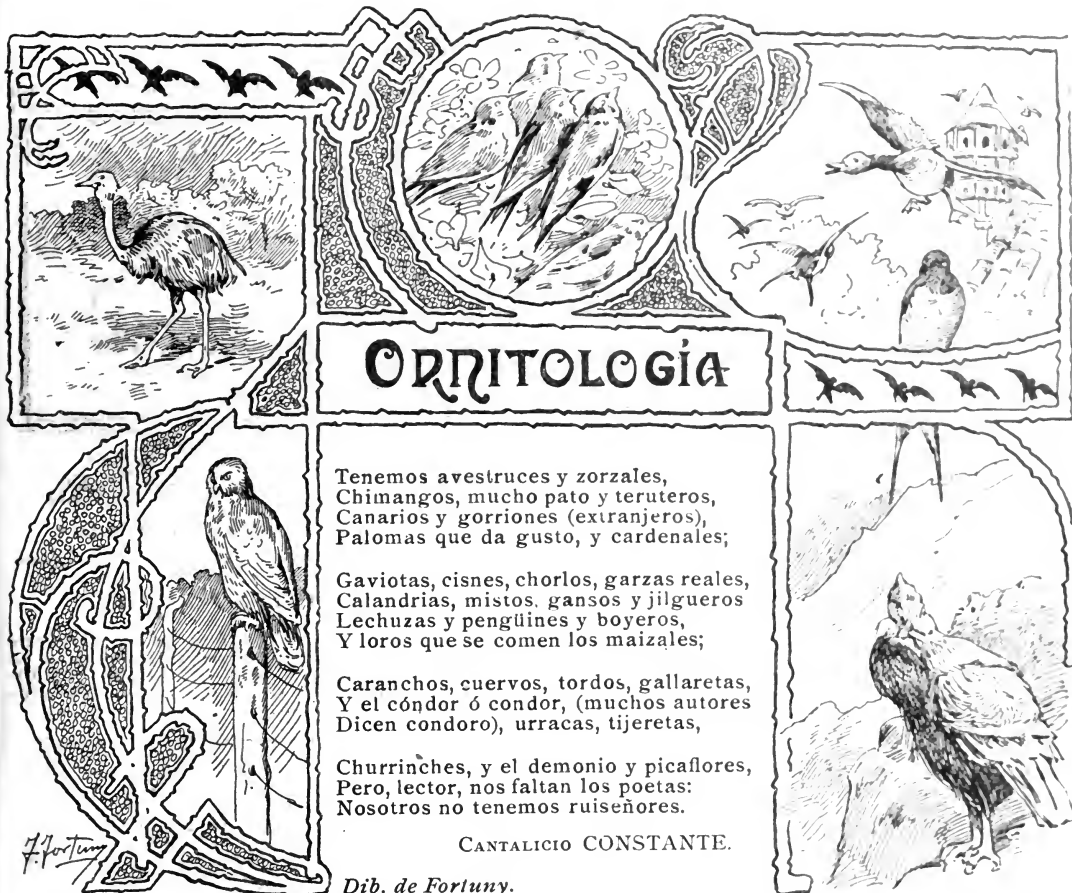 ORNITOLOGÍA
Tenemos avestruces y zorzales,
Chimangos, mucho pato y teruteros,
Canarios y gorriones (extranjeros),
Palomas que da gusto, y cardenales;
Gaviotas, cisnes, chorlos, garzas reales,
Calandrias, mistos. gansos y jilgueros
Lechuzas y pengüines y boyeros,
Y loros que se comen los maizales;
Caranchos, cuervos, tordos, gallaretas,
Y el cóndor ó condor, (muchos autores
Dicen condoro), urracas, tijeretas,
Churrinches, y el demonio y picaflores,
Pero, lector, nos faltan los poetas:
Nosotros no tenemos ruiseñores.
CANTALICIO CONSTANTE.
F. Fortuny
Dib. de Fortuny.